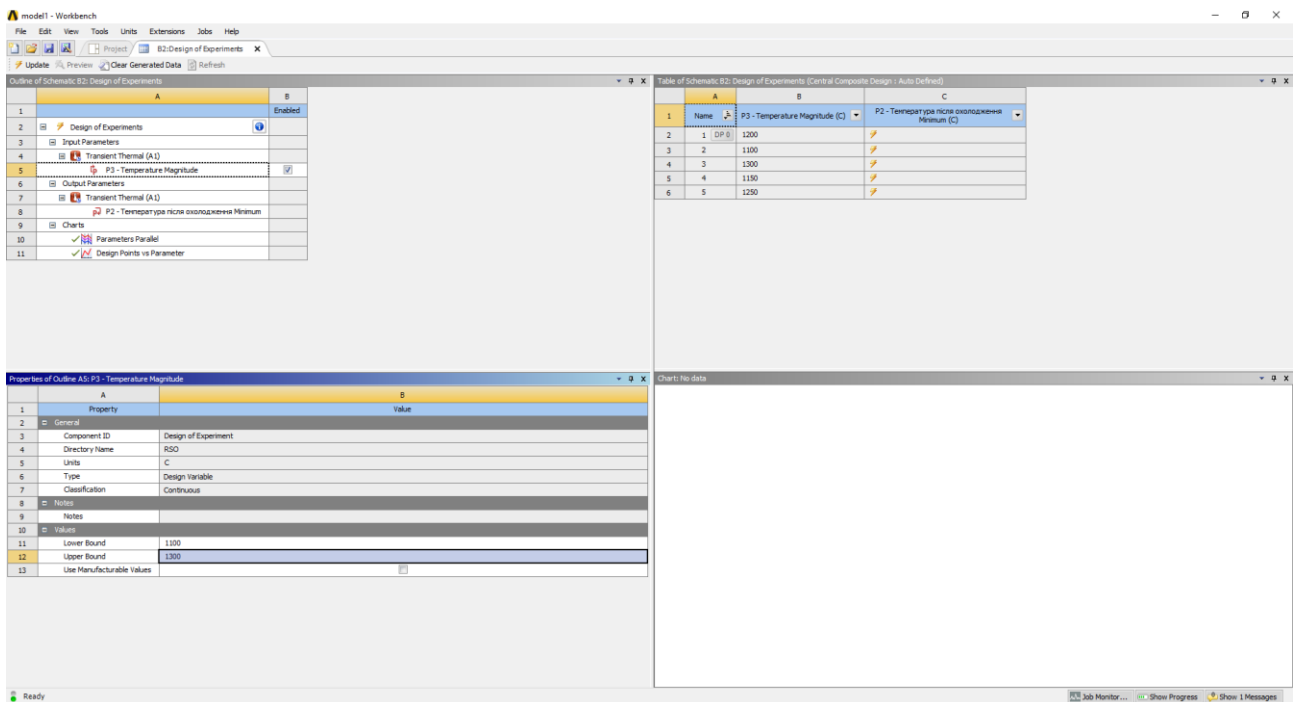 model1 - Workbench
File Edit View Tools Units Extensions Jobs Help
Project B2:Design of Experiments X
Update Preview Clear Generated Data Refresh
Outline of Schematic B2: Design of Experiments
A B
1 Enabled
2 Design of Experiments
3 Input Parameters
4 Transient Thermal (A1)
5 P3 - Temperature Magnitude
6 Output Parameters
7 Transient Thermal (A1)
8 P2 - Температура після охолодження Minimum
9 Charts
10 Parameters Parallel
11 Design Points vs Parameter
Table of Schematic B2: Design of Experiments (Central Composite Design : Auto Defined)
A B C
1 Name P3 - Temperature Magnitude (C) P2 - Температура після охолодження Minimum (C)
2 1 DP 0 1200
3 2 1100
4 3 1300
5 4 1150
6 5 1250
Properties of Outline A5: P3 - Temperature Magnitude
A B
1 Property Value
2 General
3 Component ID Design of Experiment
4 Directory Name RSO
5 Units C
6 Type Design Variable
7 Classification Continuous
8 Notes
9 Notes
10 Values
11 Lower Bound 1100
12 Upper Bound 1300
13 Use Manufacturable Values
Chart: No data
Ready
Job Monitor... Show Progress Show 1 Messages